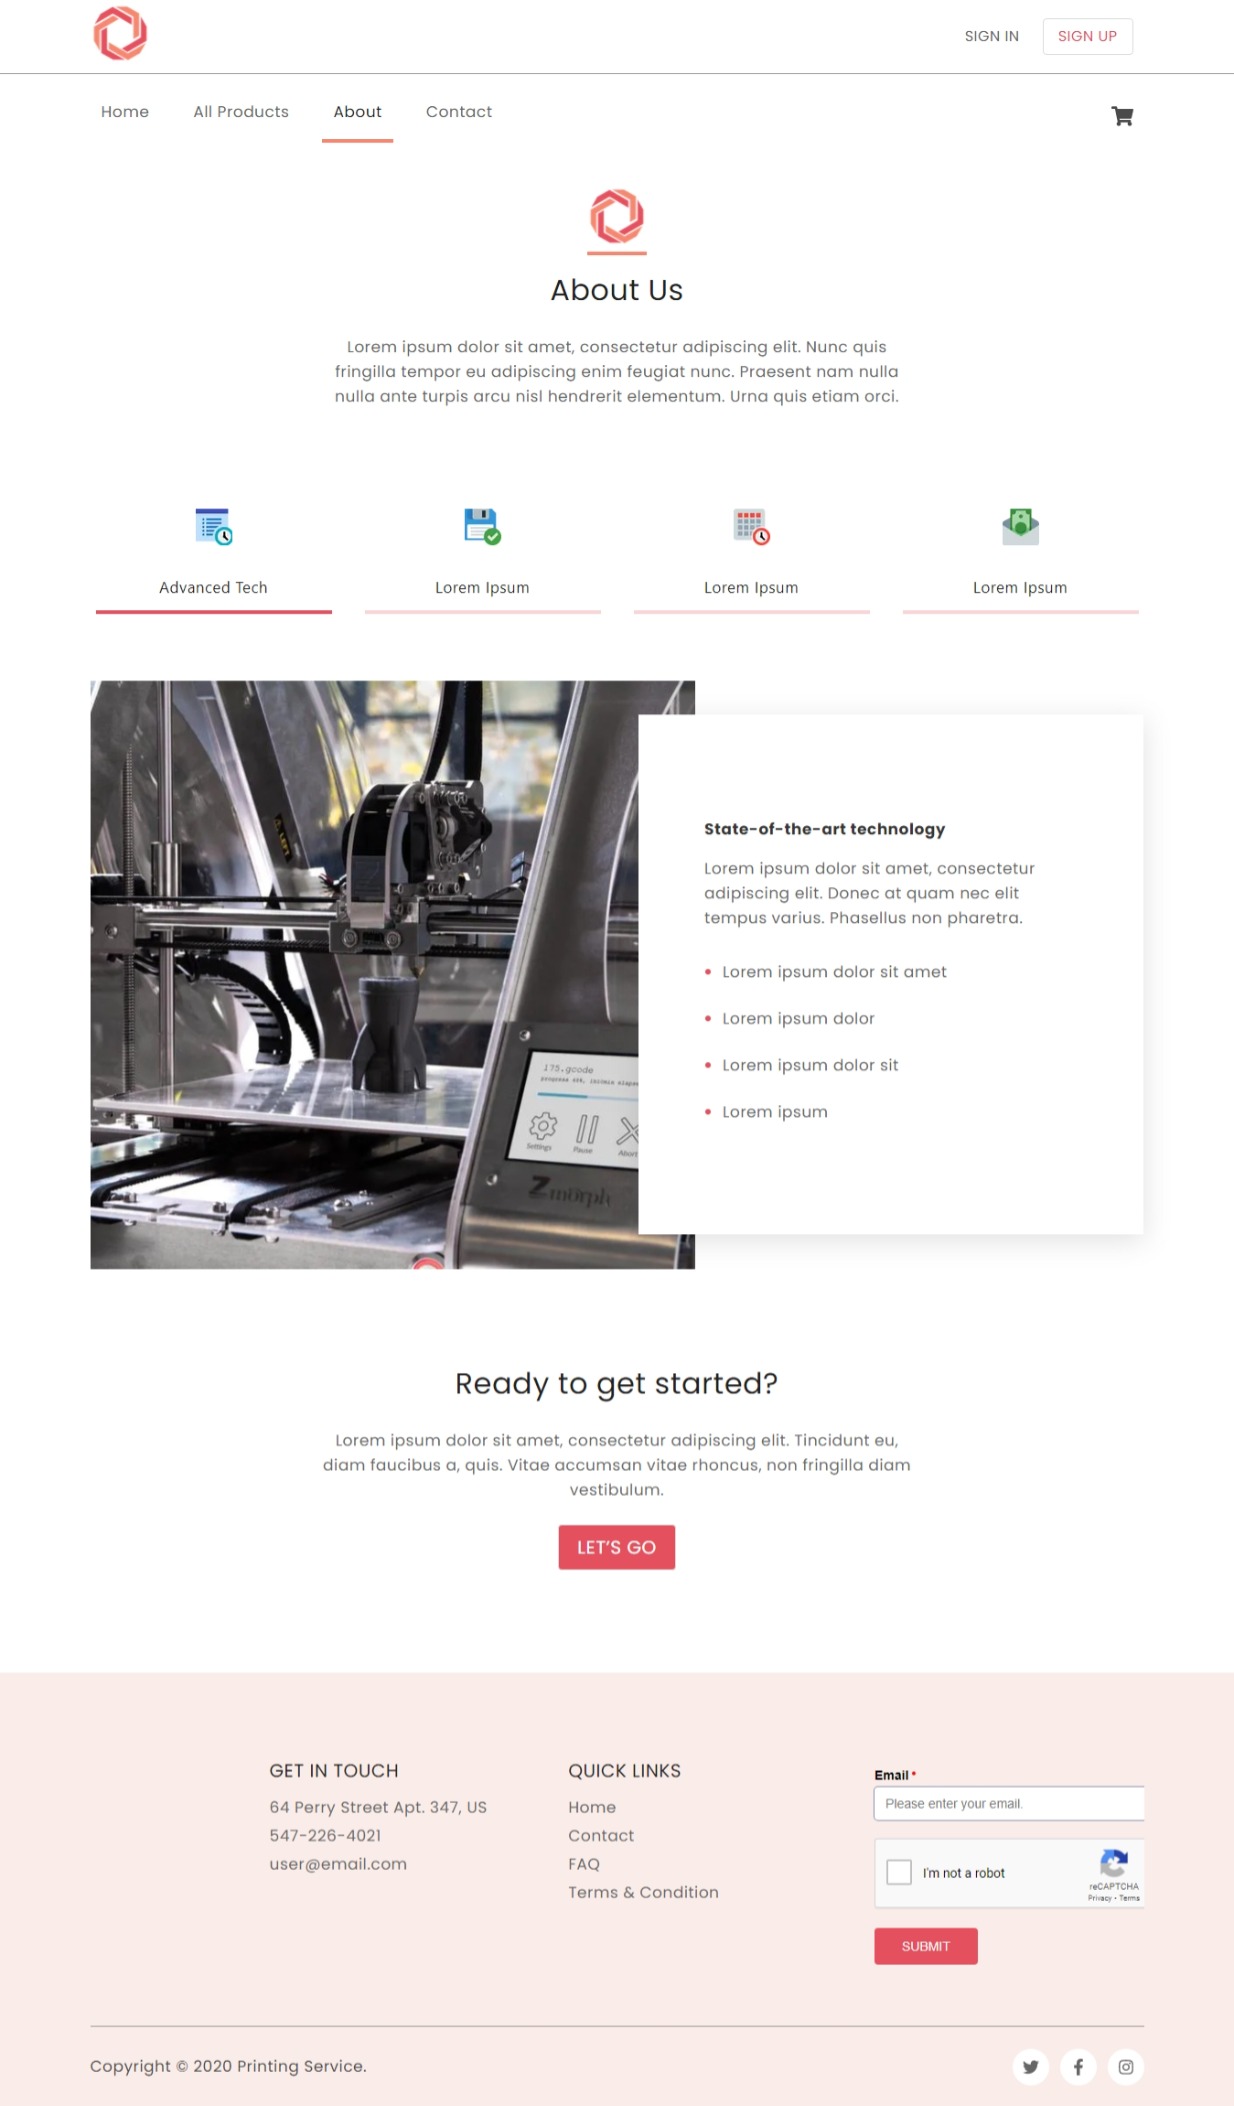 SIGN IN
SIGN UP
Home
All Products
About
Contact
About Us
Lorem ipsum dolor sit amet, consectetur adipiscing elit. Nunc quis
fringilla tempor eu adipiscing enim feugiat nunc. Praesent nam nulla
nulla ante turpis arcu nisl hendrerit elementum. Urna quis etiam orci.
Advanced Tech
Lorem Ipsum
Lorem Ipsum
Lorem Ipsum
175.gcode
Settings
Pause
Abort
Zmorph
State-of-the-art technology
Lorem ipsum dolor sit amet, consectetur
adipiscing elit. Donec at quam nec elit
tempus varius. Phasellus non pharetra.
• Lorem ipsum dolor sit amet
• Lorem ipsum dolor
• Lorem ipsum dolor sit
• Lorem ipsum
Ready to get started?
Lorem ipsum dolor sit amet, consectetur adipiscing elit. Tincidunt eu,
diam faucibus a, quis. Vitae accumsan vitae rhoncus, non fringilla diam
vestibulum.
LET'S GO
GET IN TOUCH
64 Perry Street Apt. 347, US
547-226-4021
user@email.com
QUICK LINKS
Home
Contact
FAQ
Terms & Condition
Email *
Please enter your email.
I'm not a robot
reCAPTCHA
Privacy • Terms
SUBMIT
Copyright © 2020 Printing Service.